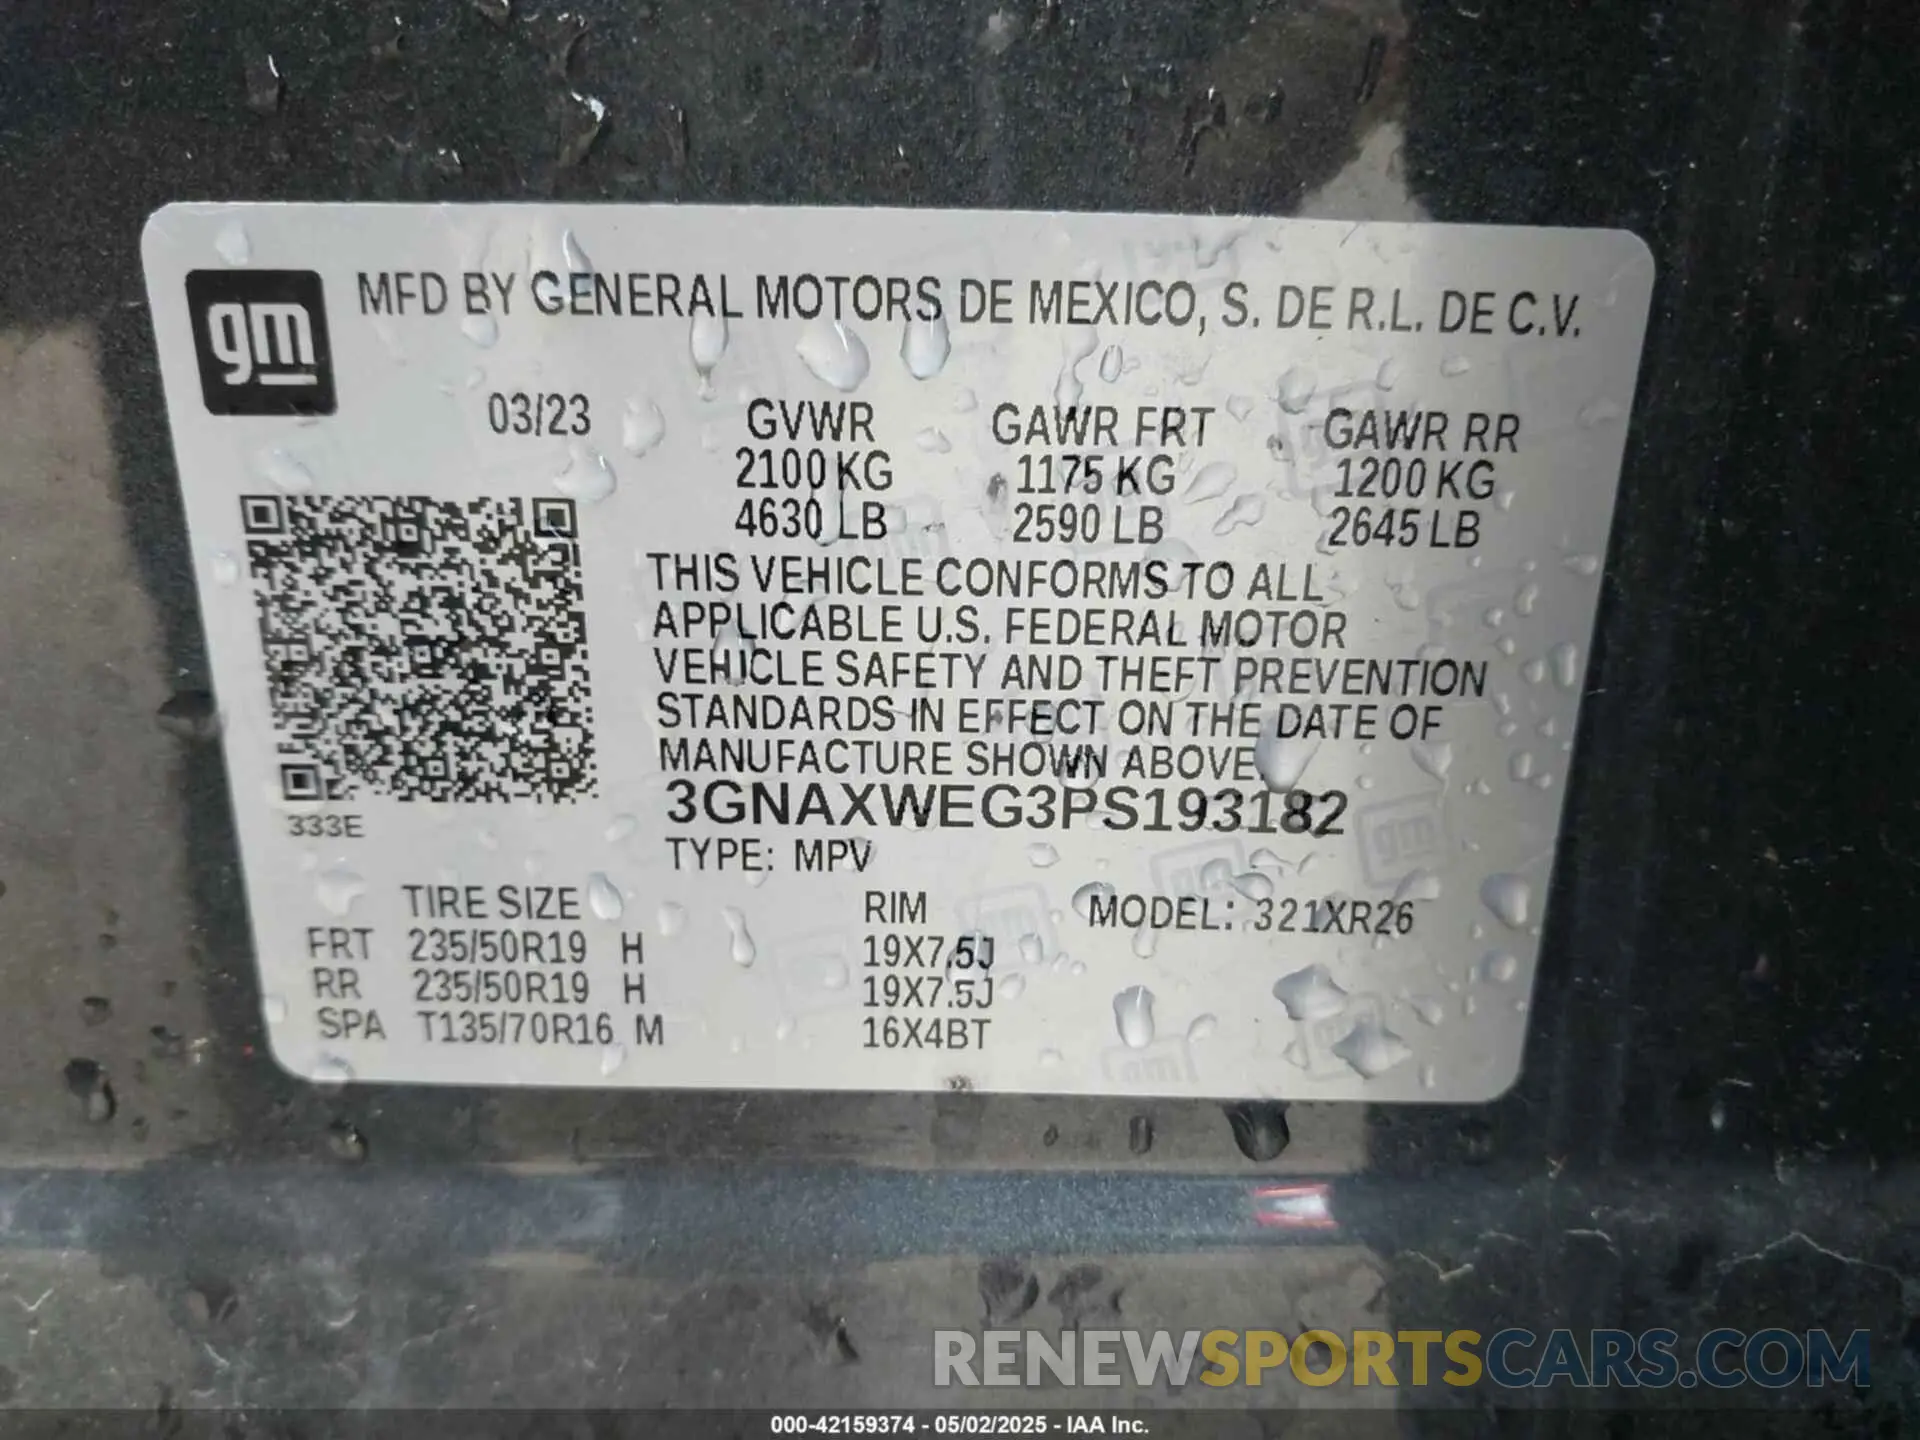 gm
MFD BY GENERAL MOTORS DE MEXICO, S. DE R.L. DE C.V.
03/23 GVWR GAWR FRT GAWR RR
2100 KG 1175 KG 1200 KG
4630 LB 2590 LB 2645 LB
THIS VEHICLE CONFORMS TO ALL
APPLICABLE U.S. FEDERAL MOTOR
VEHICLE SAFETY AND THEFT PREVENTION
STANDARDS IN EFFECT ON THE DATE OF
MANUFACTURE SHOWN ABOVE.
3GNAXWEG3PS193182
333E
TYPE: MPV
TIRE SIZE RIM MODEL: 321XR26
FRT 235/50R19 H 19X7.5J
RR 235/50R19 H 19X7.5J
SPA T135/70R16 M 16X4BT
RENEWSPORTSCARS.COM
000-42159374 - 05/02/2025 - IAA Inc.